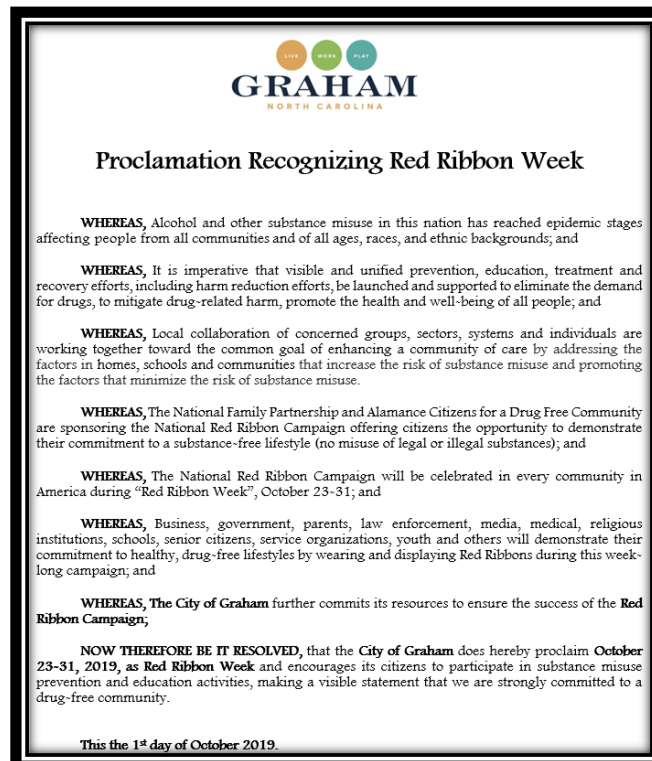 LIVE WORK PLAY
GRAHAM
NORTH CAROLINA
Proclamation Recognizing Red Ribbon Week
WHEREAS, Alcohol and other substance misuse in this nation has reached epidemic stages
affecting people from all communities and of all ages, races, and ethnic backgrounds; and
WHEREAS, It is imperative that visible and unified prevention, education, treatment and
recovery efforts, including harm reduction efforts, be launched and supported to eliminate the demand
for drugs, to mitigate drug-related harm, promote the health and well-being of all people; and
WHEREAS, Local collaboration of concerned groups, sectors, systems and individuals are
working together toward the common goal of enhancing a community of care by addressing the
factors in homes, schools and communities that increase the risk of substance misuse and promoting
the factors that minimize the risk of substance misuse.
WHEREAS, The National Family Partnership and Alamance Citizens for a Drug Free Community
are sponsoring the National Red Ribbon Campaign offering citizens the opportunity to demonstrate
their commitment to a substance-free lifestyle (no misuse of legal or illegal substances); and
WHEREAS, The National Red Ribbon Campaign will be celebrated in every community in
America during “Red Ribbon Week”, October 23-31; and
WHEREAS, Business, government, parents, law enforcement, media, medical, religious
institutions, schools, senior citizens, service organizations, youth and others will demonstrate their
commitment to healthy, drug-free lifestyles by wearing and displaying Red Ribbons during this week-
long campaign; and
WHEREAS, The City of Graham further commits its resources to ensure the success of the Red
Ribbon Campaign;
NOW THEREFORE BE IT RESOLVED, that the City of Graham does hereby proclaim October
23-31, 2019, as Red Ribbon Week and encourages its citizens to participate in substance misuse
prevention and education activities, making a visible statement that we are strongly committed to a
drug-free community.
This the 1st day of October 2019.